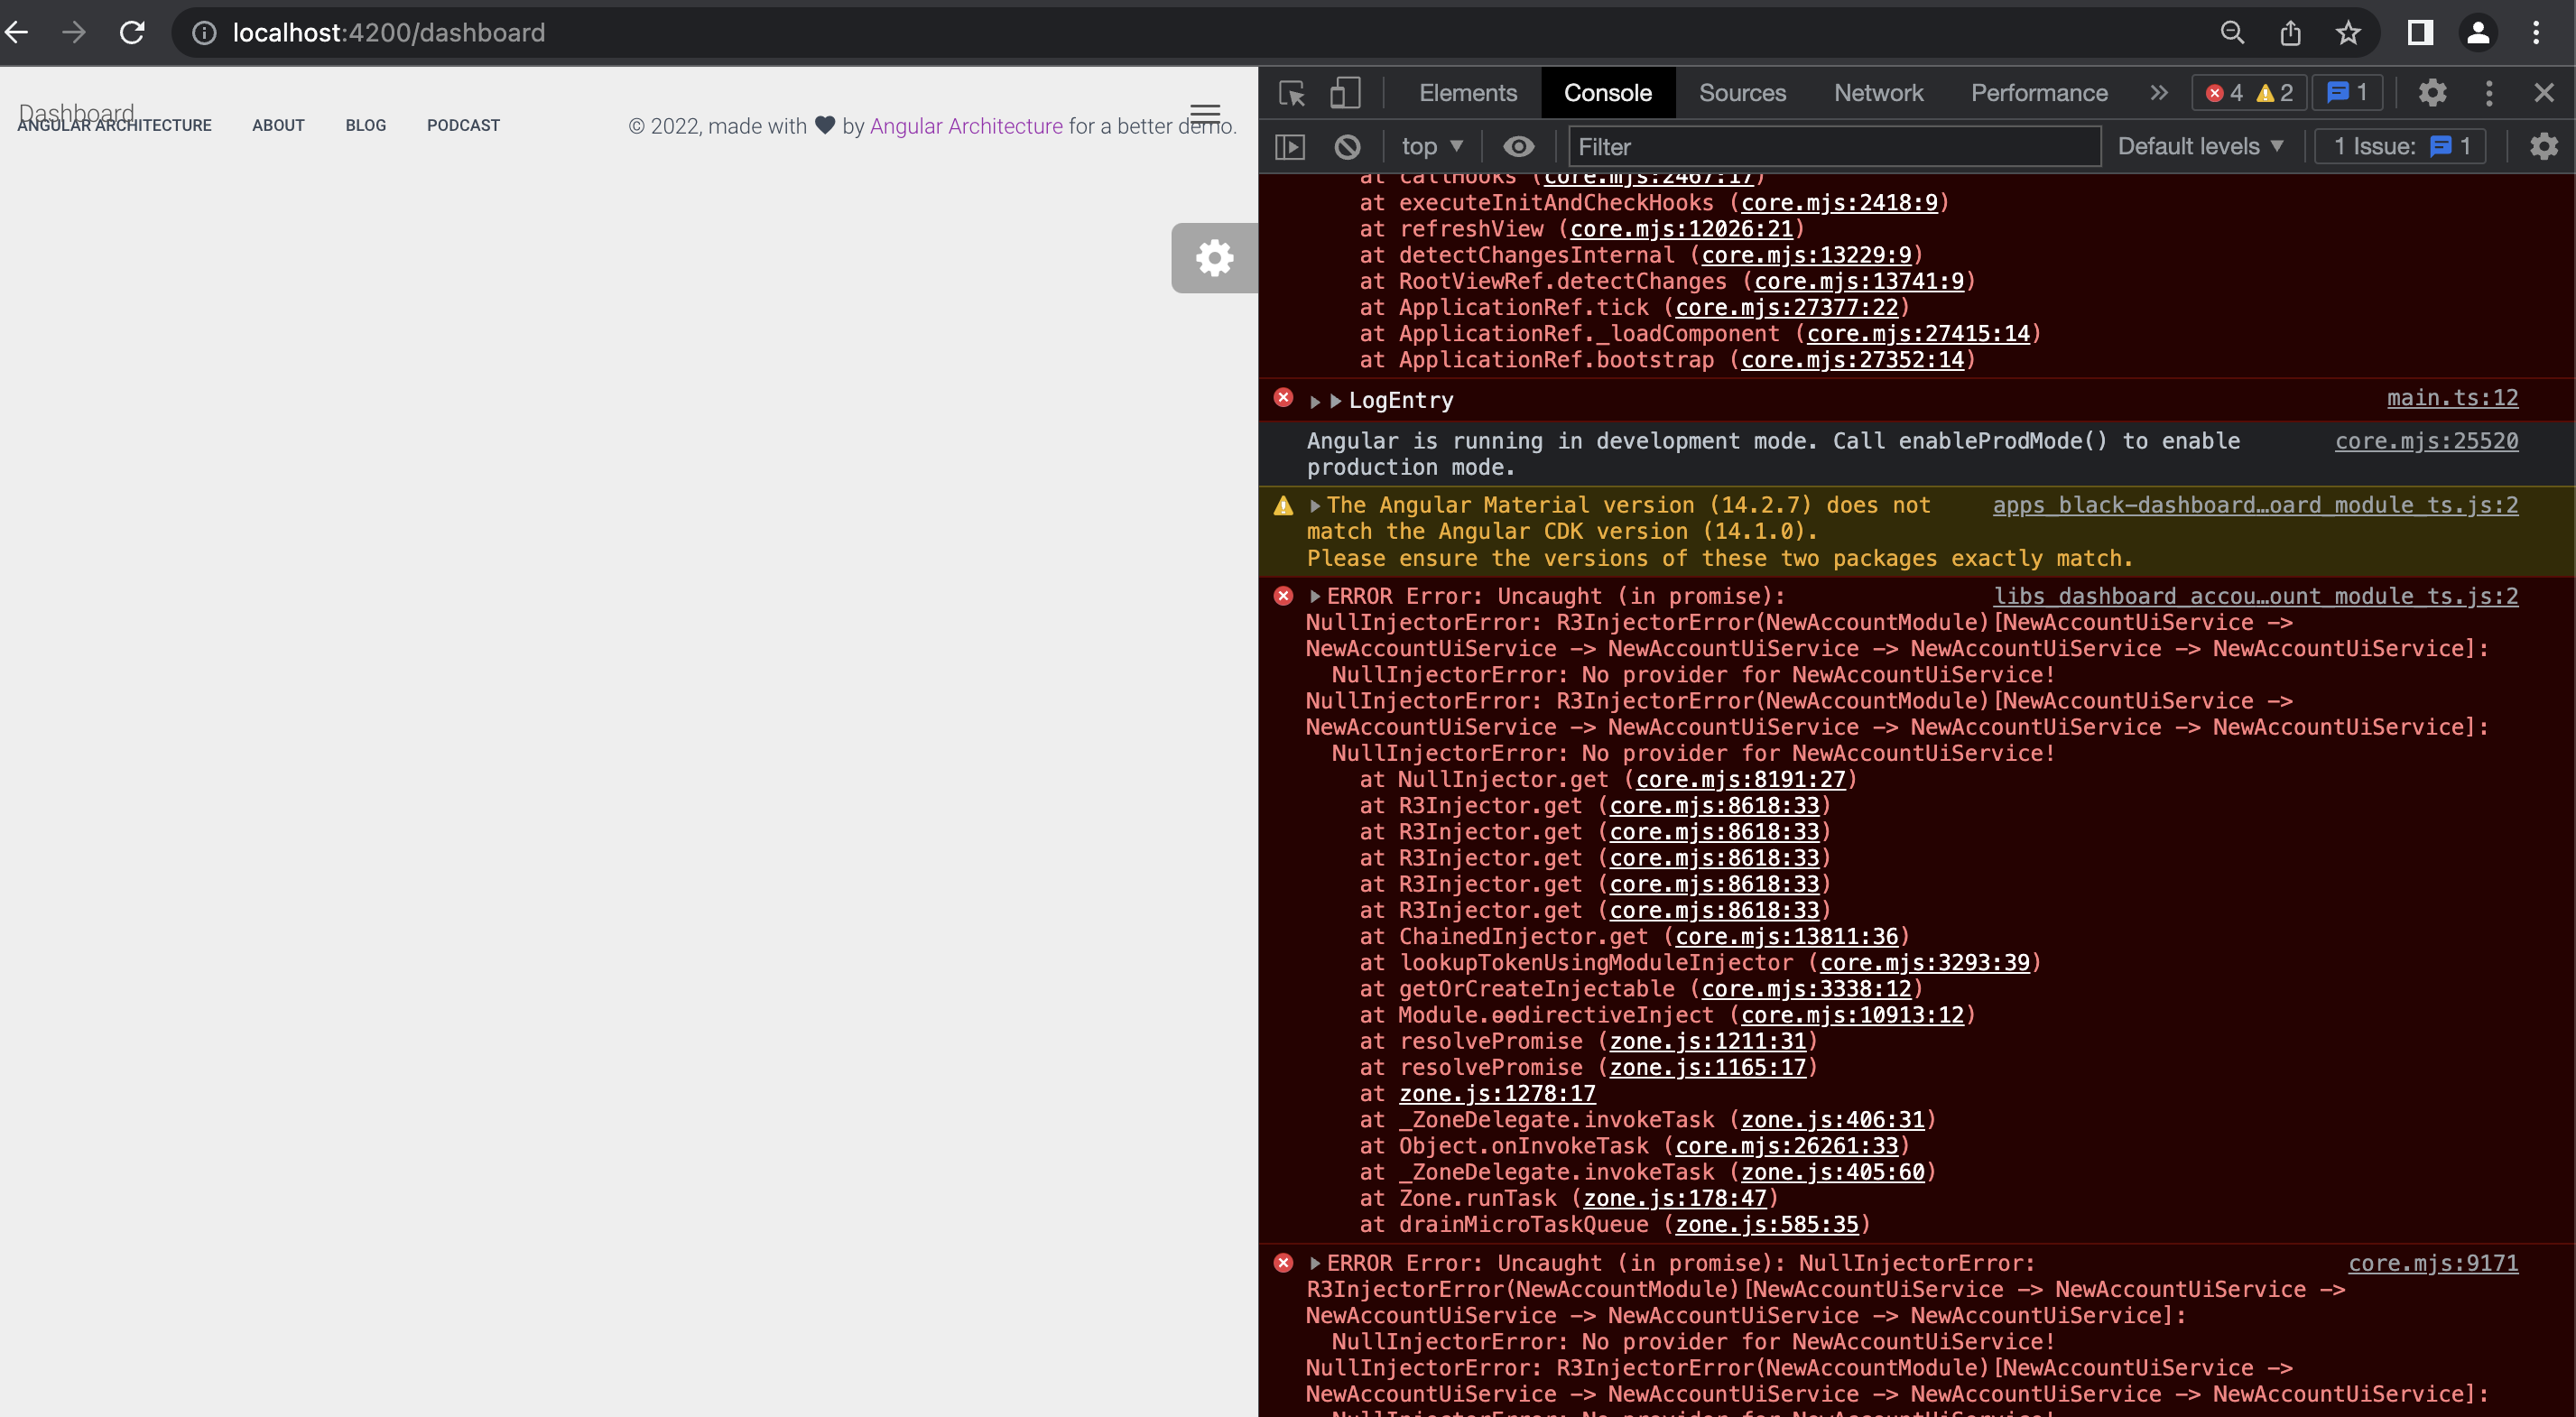 localhost:4200/dashboard
Dashboard
ANGULAR ARCHITECTURE ABOUT BLOG PODCAST
© 2022, made with by Angular Architecture for a better demo.
Elements Console Sources Network Performance 4 2 1
top Filter Default levels 1 Issue: 1
at callHooks (core.mjs:2467:17)
at executeInitAndCheckHooks (core.mjs:2418:9)
at refreshView (core.mjs:12026:21)
at detectChangesInternal (core.mjs:13229:9)
at RootViewRef.detectChanges (core.mjs:13741:9)
at ApplicationRef.tick (core.mjs:27377:22)
at ApplicationRef._loadComponent (core.mjs:27415:14)
at ApplicationRef.bootstrap (core.mjs:27352:14)
LogEntry main.ts:12
Angular is running in development mode. Call enableProdMode() to enable core.mjs:25520
production mode.
The Angular Material version (14.2.7) does not apps_black-dashboard…oard_module_ts.js:2
match the Angular CDK version (14.1.0).
Please ensure the versions of these two packages exactly match.
ERROR Error: Uncaught (in promise): libs_dashboard_accou…ount_module_ts.js:2
NullInjectorError: R3InjectorError(NewAccountModule)[NewAccountUiService ->
NewAccountUiService -> NewAccountUiService -> NewAccountUiService -> NewAccountUiService]:
NullInjectorError: No provider for NewAccountUiService!
NullInjectorError: R3InjectorError(NewAccountModule)[NewAccountUiService ->
NewAccountUiService -> NewAccountUiService -> NewAccountUiService -> NewAccountUiService]:
NullInjectorError: No provider for NewAccountUiService!
at NullInjector.get (core.mjs:8191:27)
at R3Injector.get (core.mjs:8618:33)
at R3Injector.get (core.mjs:8618:33)
at R3Injector.get (core.mjs:8618:33)
at R3Injector.get (core.mjs:8618:33)
at R3Injector.get (core.mjs:8618:33)
at ChainedInjector.get (core.mjs:13811:36)
at lookupTokenUsingModuleInjector (core.mjs:3293:39)
at getOrCreateInjectable (core.mjs:3338:12)
at Module.ɵɵdirectiveInject (core.mjs:10913:12)
at resolvePromise (zone.js:1211:31)
at resolvePromise (zone.js:1165:17)
at zone.js:1278:17
at _ZoneDelegate.invokeTask (zone.js:406:31)
at Object.onInvokeTask (core.mjs:26261:33)
at _ZoneDelegate.invokeTask (zone.js:405:60)
at Zone.runTask (zone.js:178:47)
at drainMicroTaskQueue (zone.js:585:35)
ERROR Error: Uncaught (in promise): NullInjectorError: core.mjs:9171
R3InjectorError(NewAccountModule)[NewAccountUiService -> NewAccountUiService ->
NewAccountUiService -> NewAccountUiService -> NewAccountUiService]:
NullInjectorError: No provider for NewAccountUiService!
NullInjectorError: R3InjectorError(NewAccountModule)[NewAccountUiService ->
NewAccountUiService -> NewAccountUiService -> NewAccountUiService -> NewAccountUiService]:
NullInjectorError: No provider for NewAccountUiService!